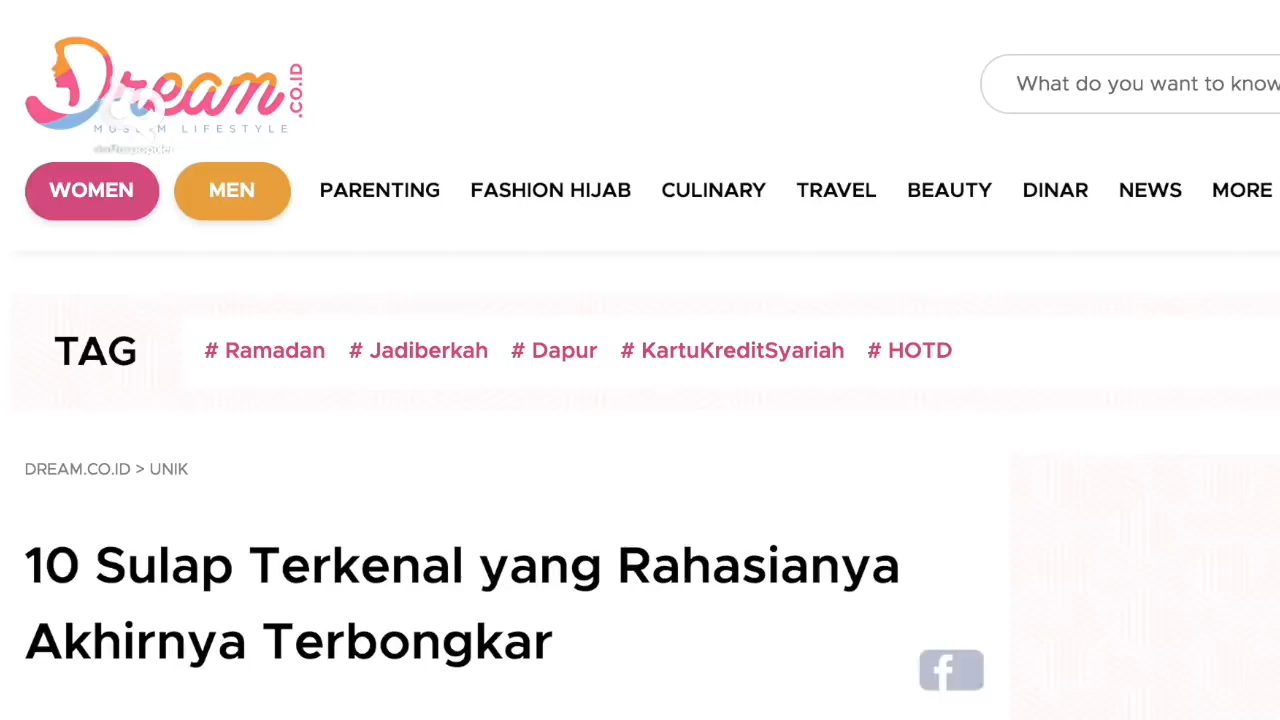 Dream.CO.ID
MUSLIM LIFESTYLE
What do you want to know
WOMEN MEN PARENTING FASHION HIJAB CULINARY TRAVEL BEAUTY DINAR NEWS MORE
TAG # Ramadan # Jadiberkah # Dapur # KartuKreditSyariah # HOTD
DREAM.CO.ID > UNIK
10 Sulap Terkenal yang Rahasianya
Akhirnya Terbongkar